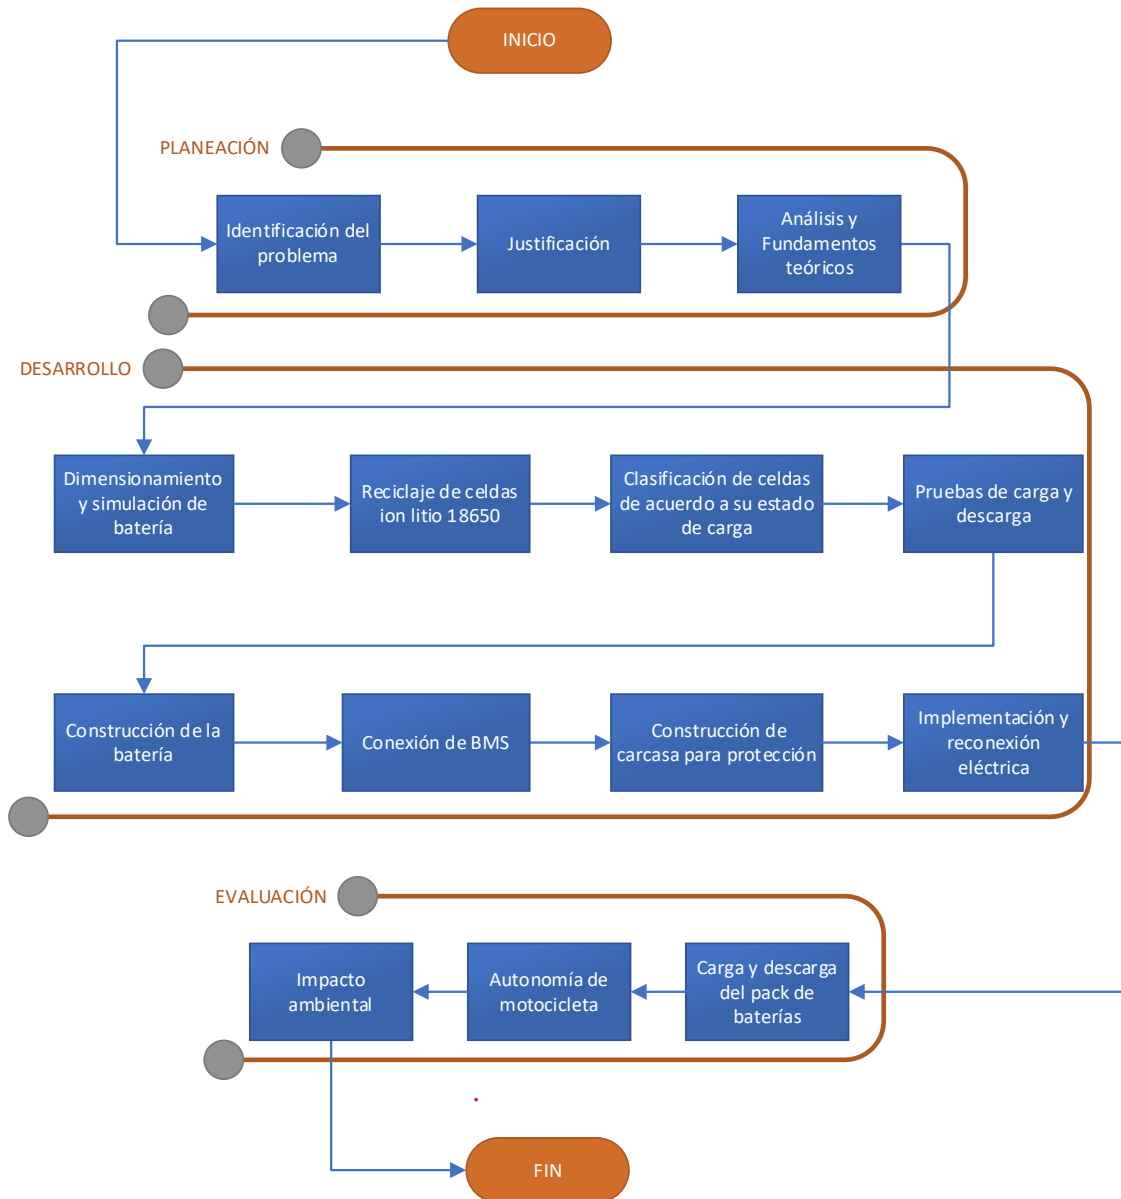 INICIO
PLANEACIÓN
Identificación del
problema
Justificación
Análisis y
Fundamentos
teóricos
DESARROLLO
Dimensionamiento
y simulación de
batería
Reciclaje de celdas
ion litio 18650
Clasificación de celdas
de acuerdo a su estado
de carga
Pruebas de carga y
descarga
Construcción de la
batería
Conexión de BMS
Construcción de
carcasa para protección
Implementación y
reconexión
eléctrica
EVALUACIÓN
Impacto
ambiental
Autonomía de
motocicleta
Carga y descarga
del pack de
baterías
FIN